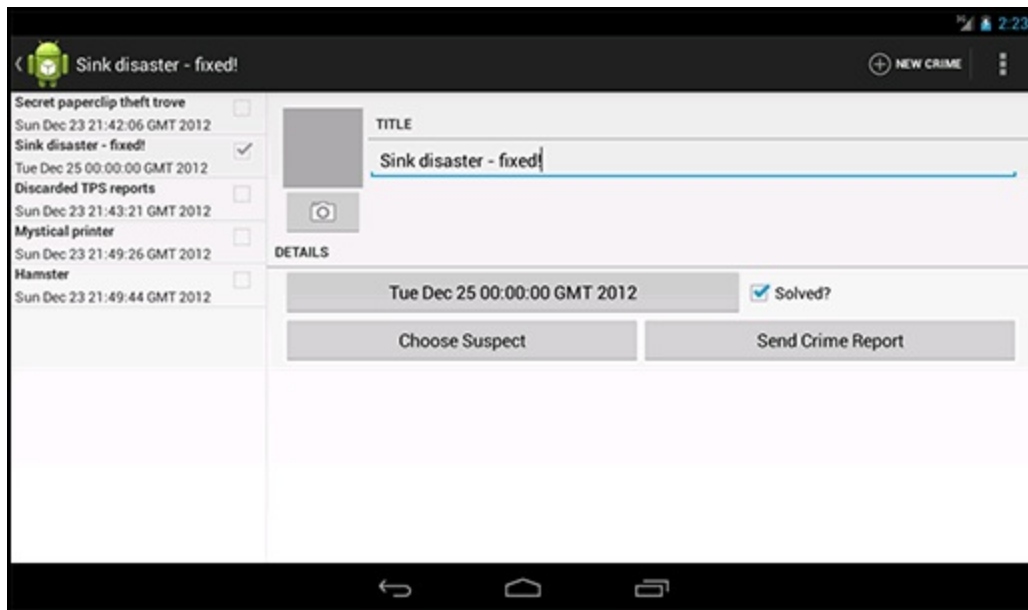 2:23
Sink disaster - fixed!
NEW CRIME
Secret paperclip theft trove
Sun Dec 23 21:42:06 GMT 2012
Sink disaster - fixed!
Tue Dec 25 00:00:00 GMT 2012
Discarded TPS reports
Sun Dec 23 21:43:21 GMT 2012
Mystical printer
Sun Dec 23 21:49:26 GMT 2012
Hamster
Sun Dec 23 21:49:44 GMT 2012
TITLE
Sink disaster - fixed!
DETAILS
Tue Dec 25 00:00:00 GMT 2012
Solved?
Choose Suspect
Send Crime Report